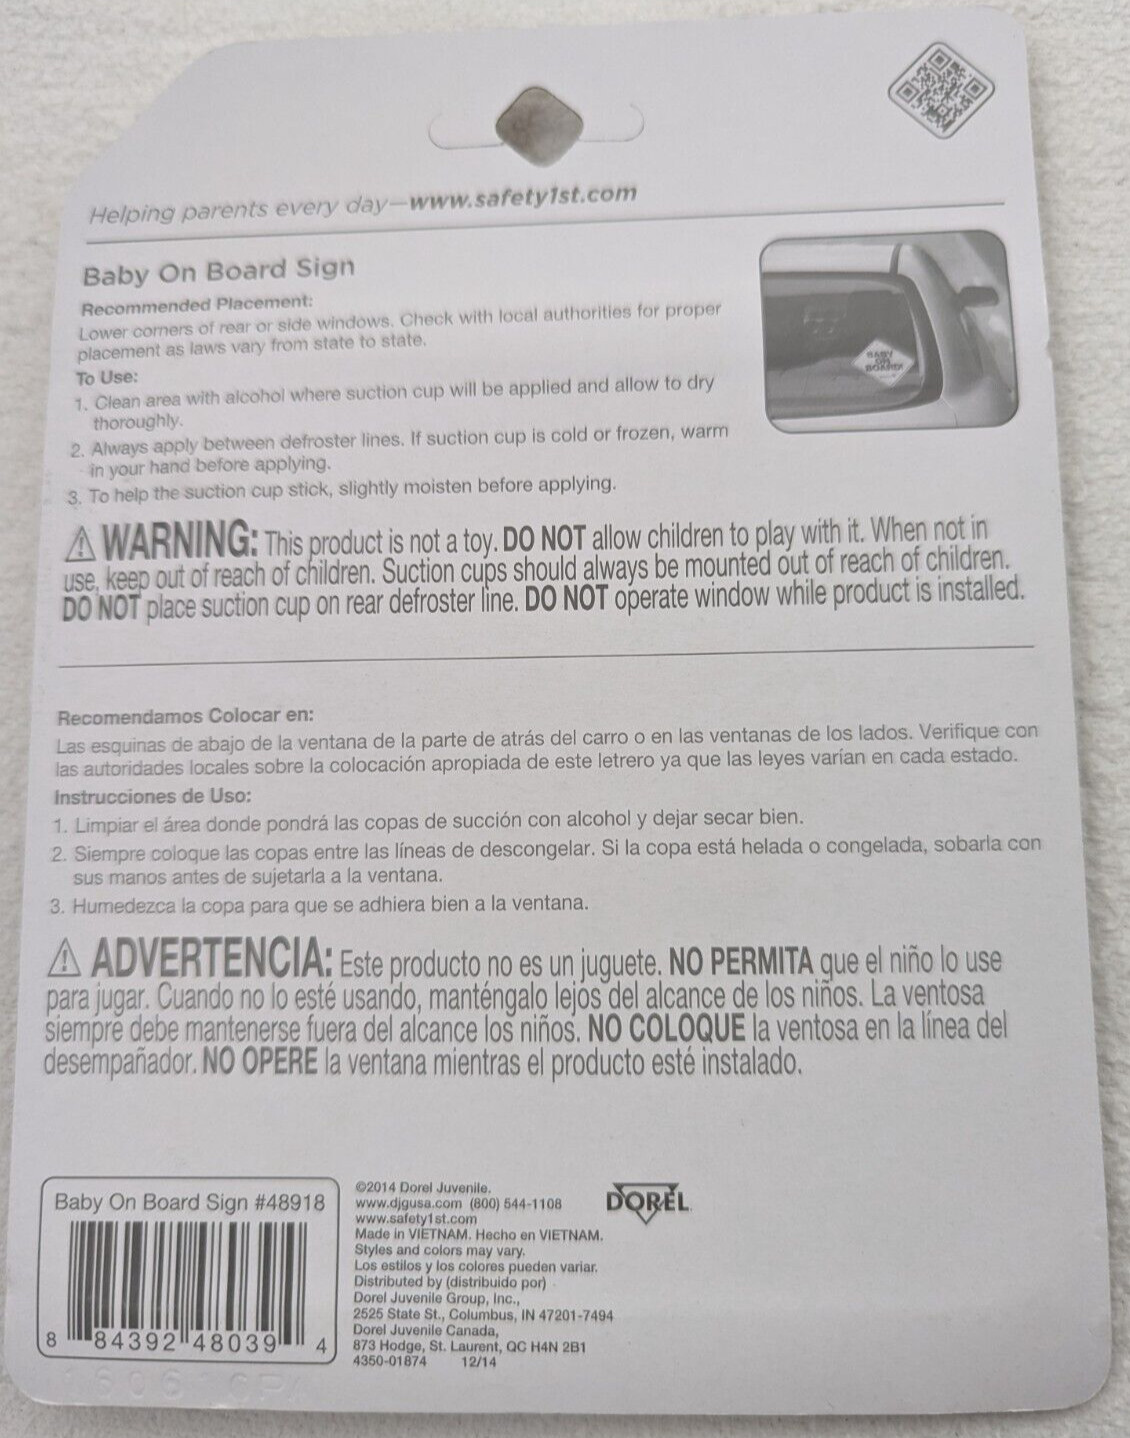 Helping parents every day—www.safety1st.com
Baby On Board Sign
Recommended Placement:
Lower corners of rear or side windows. Check with local authorities for proper
placement as laws vary from state to state.
To Use:
1. Clean area with alcohol where suction cup will be applied and allow to dry
thoroughly.
2. Always apply between defroster lines. If suction cup is cold or frozen, warm
in your hand before applying.
3. To help the suction cup stick, slightly moisten before applying.
BABY
ON
BOARD!
⚠ WARNING: This product is not a toy. DO NOT allow children to play with it. When not in
use, keep out of reach of children. Suction cups should always be mounted out of reach of children.
DO NOT place suction cup on rear defroster line. DO NOT operate window while product is installed.
Recomendamos Colocar en:
Las esquinas de abajo de la ventana de la parte de atrás del carro o en las ventanas de los lados. Verifique con
las autoridades locales sobre la colocación apropiada de este letrero ya que las leyes varían en cada estado.
Instrucciones de Uso:
1. Limpiar el área donde pondrá las copas de succión con alcohol y dejar secar bien.
2. Siempre coloque las copas entre las líneas de descongelar. Si la copa está helada o congelada, sobarla con
sus manos antes de sujetarla a la ventana.
3. Humedezca la copa para que se adhiera bien a la ventana.
⚠ ADVERTENCIA: Este producto no es un juguete. NO PERMITA que el niño lo use
para jugar. Cuando no lo esté usando, manténgalo lejos del alcance de los niños. La ventosa
siempre debe mantenerse fuera del alcance los niños. NO COLOQUE la ventosa en la línea del
desempañador. NO OPERE la ventana mientras el producto esté instalado.
Baby On Board Sign #48918
8 84392 48039 4
©2014 Dorel Juvenile.
www.djgusa.com (800) 544-1108
www.safety1st.com
Made in VIETNAM. Hecho en VIETNAM.
Styles and colors may vary.
Los estilos y los colores pueden variar.
Distributed by (distribuido por)
Dorel Juvenile Group, Inc.,
2525 State St., Columbus, IN 47201-7494
Dorel Juvenile Canada,
873 Hodge, St. Laurent, QC H4N 2B1
4350-01874 12/14
DOREL